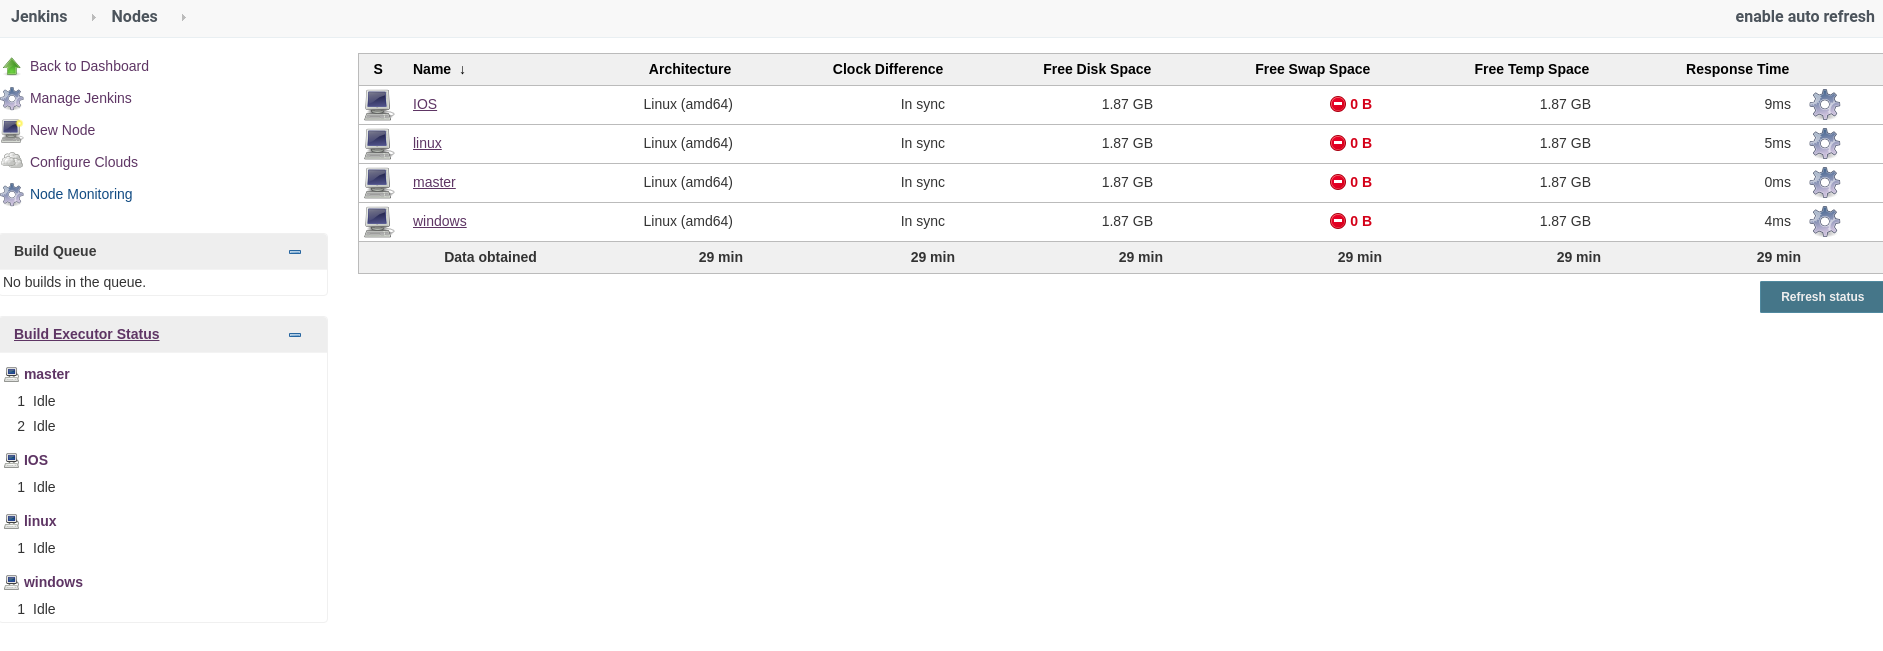 Jenkins Nodes enable auto refresh
Back to Dashboard
Manage Jenkins
New Node
Configure Clouds
Node Monitoring
Build Queue
No builds in the queue.
Build Executor Status
master
1 Idle
2 Idle
IOS
1 Idle
linux
1 Idle
windows
1 Idle
S Name ↓ Architecture Clock Difference Free Disk Space Free Swap Space Free Temp Space Response Time
IOS Linux (amd64) In sync 1.87 GB 0 B 1.87 GB 9ms
linux Linux (amd64) In sync 1.87 GB 0 B 1.87 GB 5ms
master Linux (amd64) In sync 1.87 GB 0 B 1.87 GB 0ms
windows Linux (amd64) In sync 1.87 GB 0 B 1.87 GB 4ms
Data obtained 29 min 29 min 29 min 29 min 29 min 29 min
Refresh status